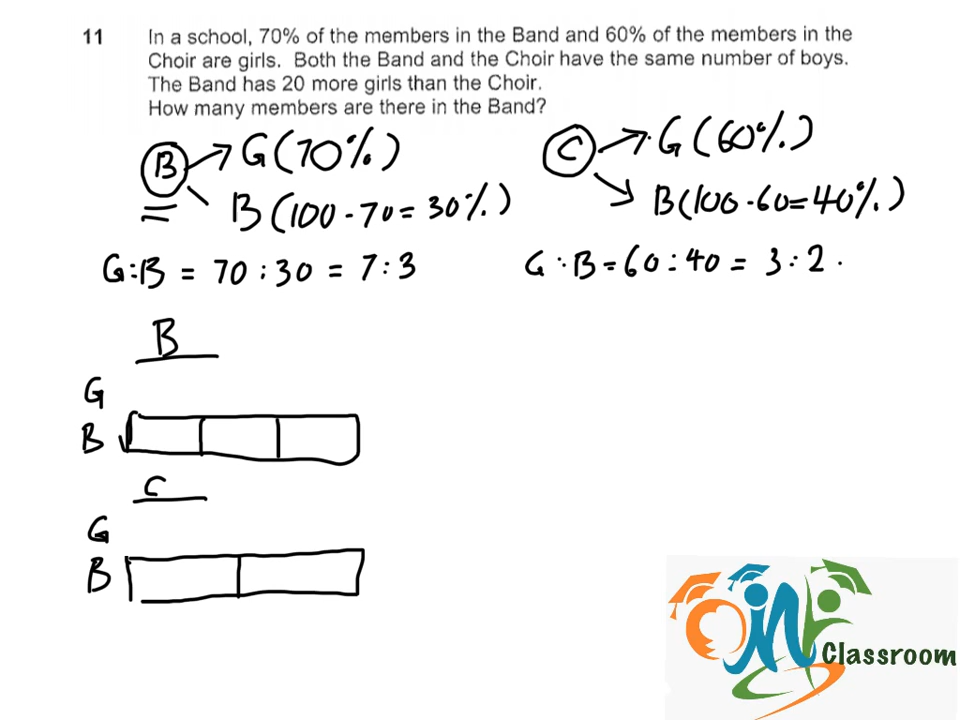 11 In a school, 70% of the members in the Band and 60% of the members in the
Choir are girls. Both the Band and the Choir have the same number of boys.
The Band has 20 more girls than the Choir.
How many members are there in the Band?
B G (70%)
B (100 - 70 = 30%)
G:B = 70 : 30 = 7 : 3
C G (60%)
B (100 - 60 = 40%)
G : B = 60 : 40 = 3 : 2
B
G
B
C
G
B
OINK
Classroom